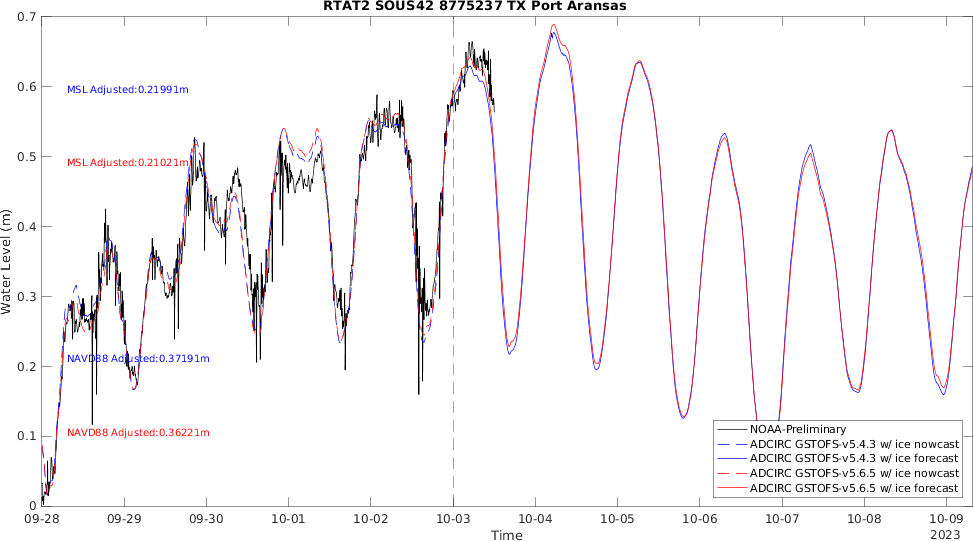 RTAT2 SOUS42 8775237 TX Port Aransas
Water Level (m)
0.7
0.6
0.5
0.4
0.3
0.2
0.1
0
MSL Adjusted:0.21991m
MSL Adjusted:0.21021m
NAVD88 Adjusted:0.37191m
NAVD88 Adjusted:0.36221m
NOAA-Preliminary
ADCIRC GSTOFS-v5.4.3 w/ ice nowcast
ADCIRC GSTOFS-v5.4.3 w/ ice forecast
ADCIRC GSTOFS-v5.6.5 w/ ice nowcast
ADCIRC GSTOFS-v5.6.5 w/ ice forecast
09-28 09-29 09-30 10-01 10-02 10-03 10-04 10-05 10-06 10-07 10-08 10-09
2023
Time